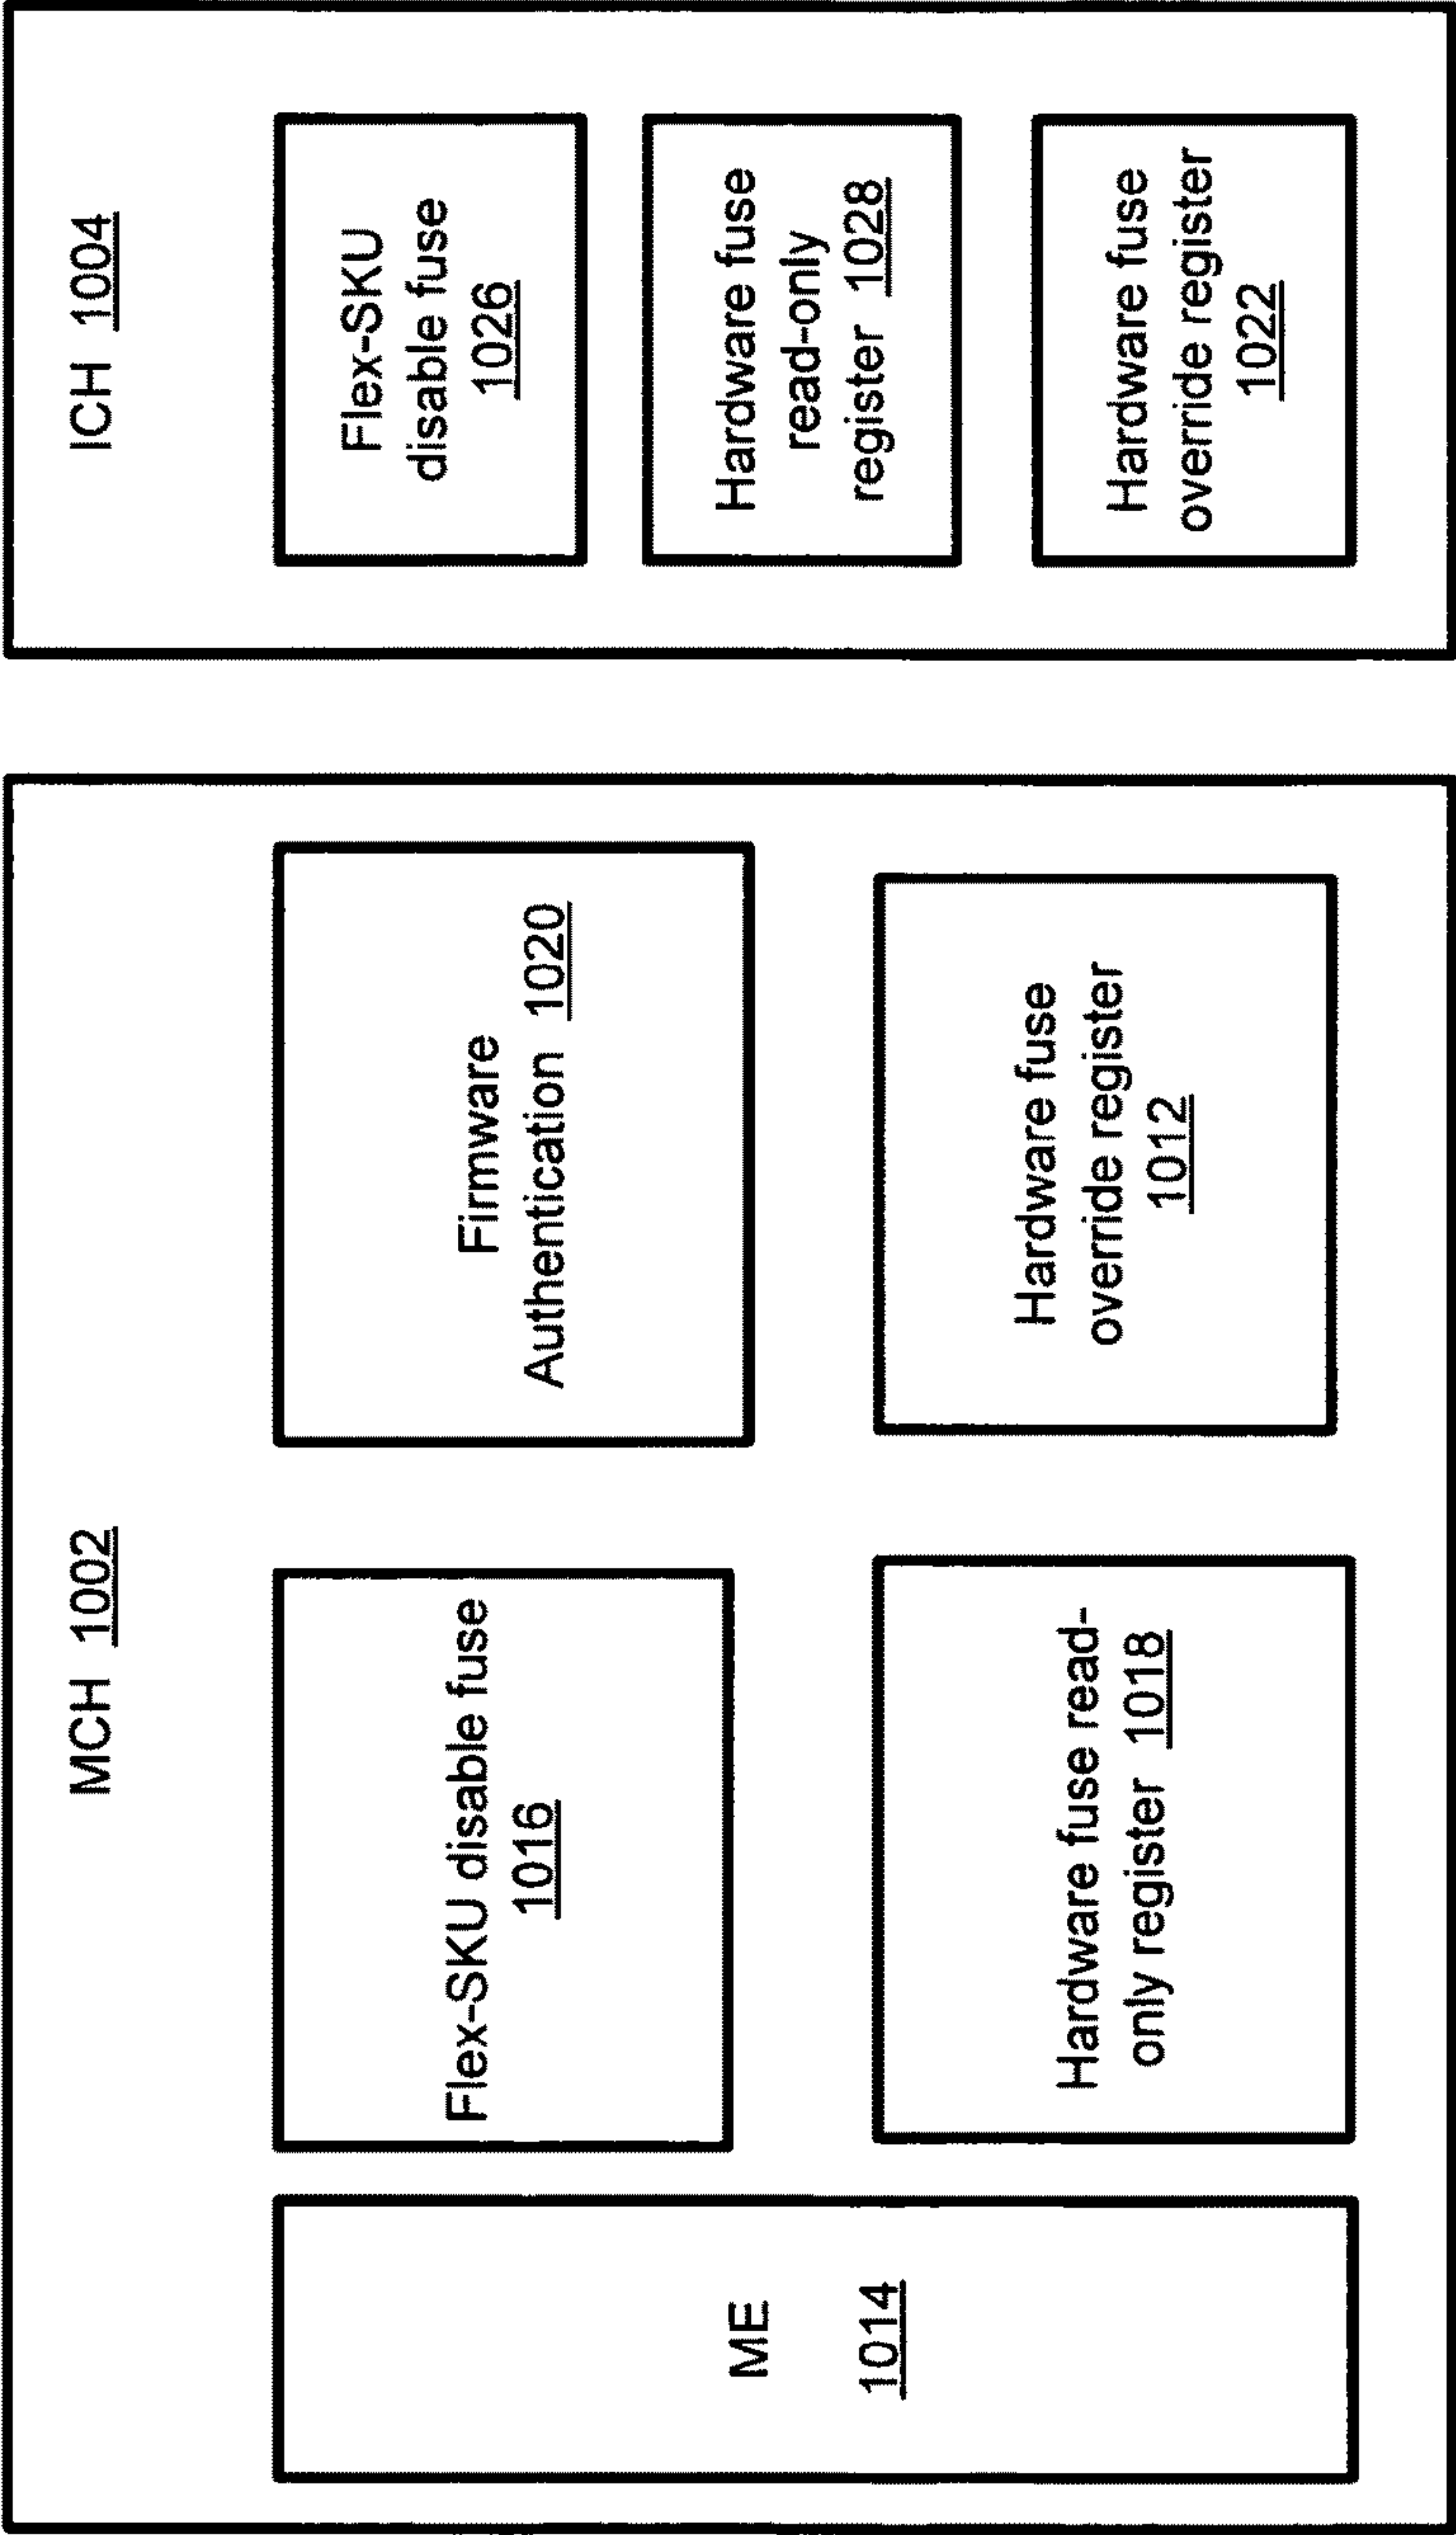 MCH 1002
ME
1014
Flex-SKU disable fuse
1016
Firmware
Authentication 1020
Hardware fuse read-
only register 1018
Hardware fuse
override register
1012
ICH 1004
Flex-SKU
disable fuse
1026
Hardware fuse
read-only
register 1028
Hardware fuse
override register
1022